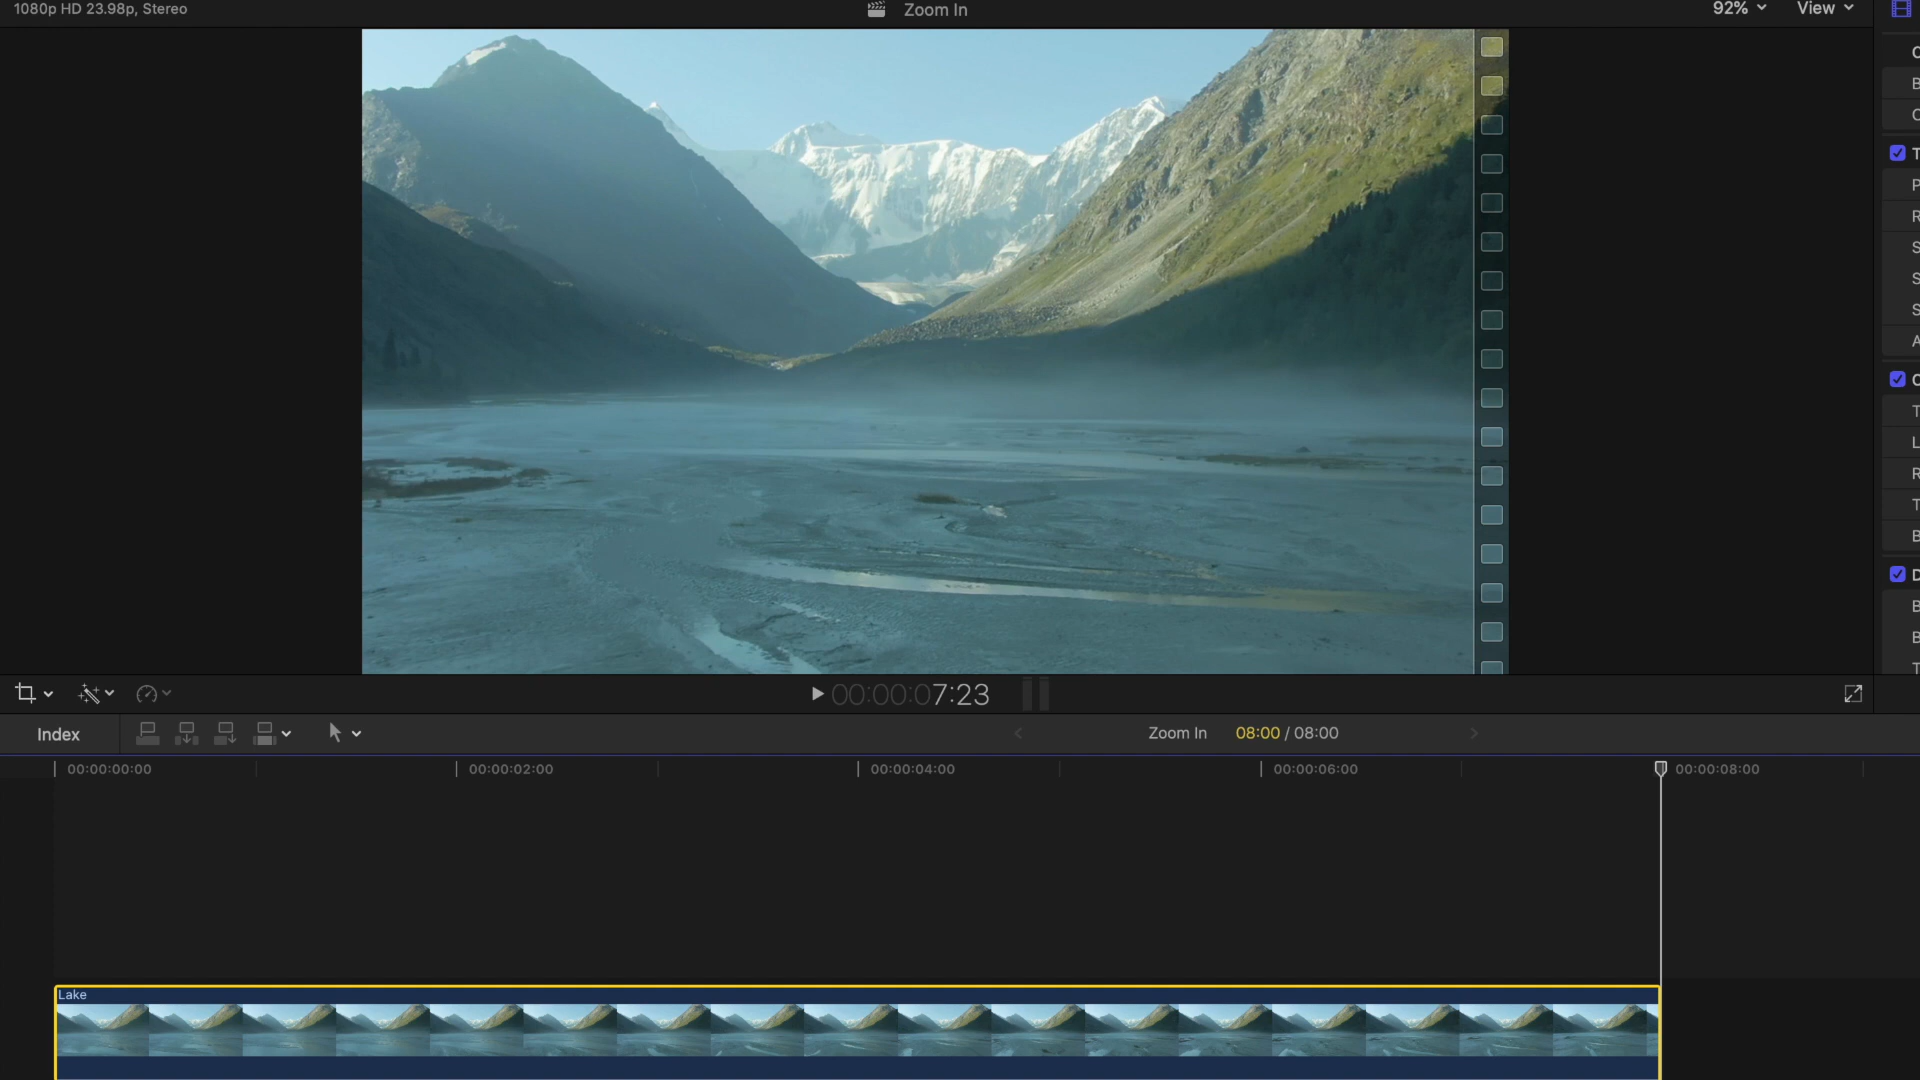 1080p HD 23.98p, Stereo
Zoom In
92%
View
C
B
C
T
P
R
S
S
S
A
C
T
L
R
T
B
D
B
B
T
00:00:07:23
Index
Zoom In
08:00 / 08:00
00:00:00:00
00:00:02:00
00:00:04:00
00:00:06:00
00:00:08:00
Lake